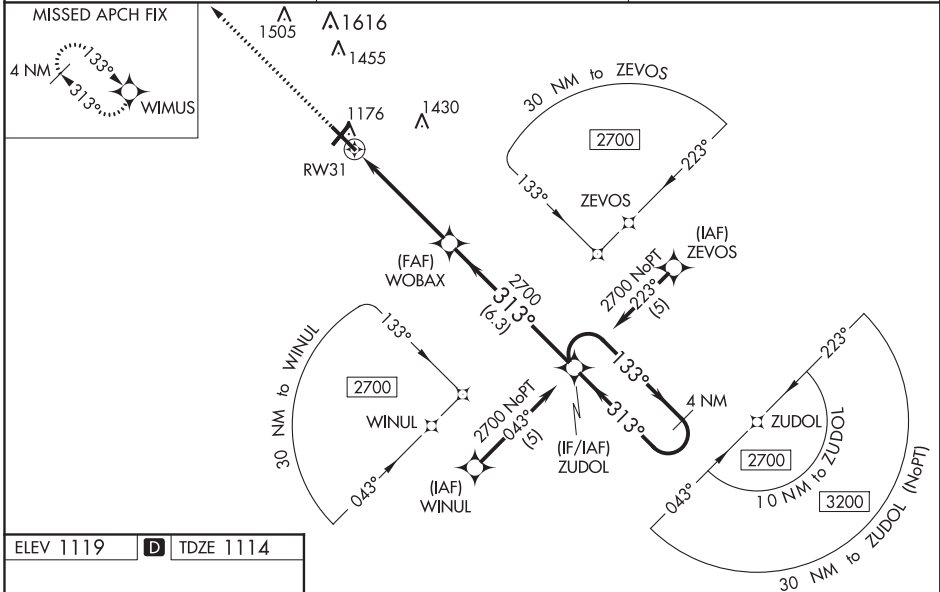 MISSED APCH FIX
4 NM
133°
313°
WIMUS
1505
1616
1455
1176
1430
RW31
30 NM to ZEVOS
2700
133°
223°
ZEVOS
(IAF)
ZEVOS
2700 NoPT
223°
(5)
(FAF)
WOBAX
2700
313°
(6.3)
30 NM to WINUL
133°
2700
WINUL
043°
2700 NoPT
043°
(5)
(IAF)
WINUL
133°
313°
4 NM
(IF/IAF)
ZUDOL
223°
ZUDOL
2700
10 NM to ZUDOL
043°
3200
30 NM to ZUDOL (NoPT)
ELEV 1119
D
TDZE 1114